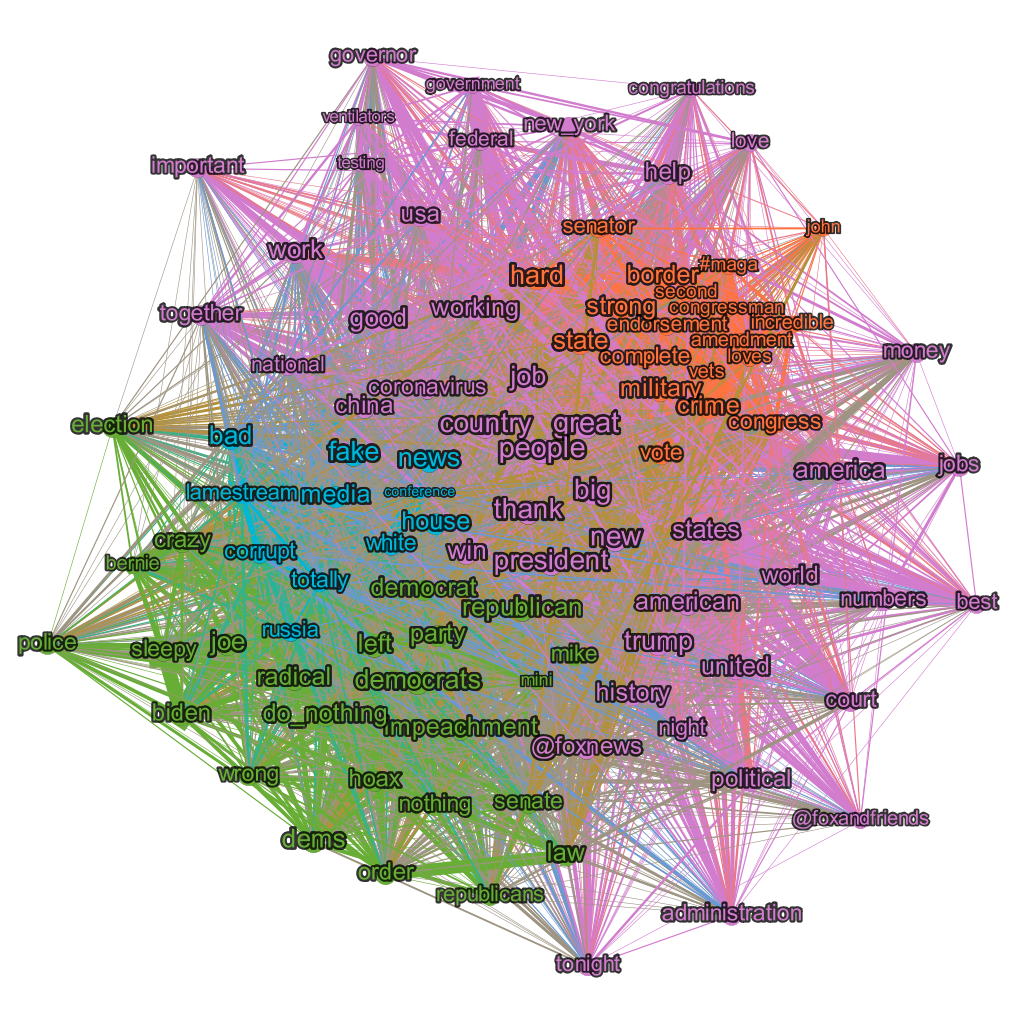 governor
government
congratulations
ventilators
new_york
federal
love
testing
important
help
usa
senator
john
work
#maga
hard
border
second
together
good
working
strong
congressman
endorsement
incredible
state
amendment
money
national
complete
loves
vets
job
coronavirus
military
china
crime
election
country
great
congress
bad
people
fake
news
vote
america
jobs
lamestream
media
conference
big
thank
house
states
crazy
white
new
corrupt
win
bernie
president
totally
world
democrat
numbers
best
republican
american
russia
police
sleepy
joe
left
party
trump
mike
united
radical
democrats
mini
history
court
biden
do_nothing
impeachment
night
@foxnews
wrong
hoax
political
nothing
senate
@foxandfriends
dems
law
order
republicans
administration
tonight